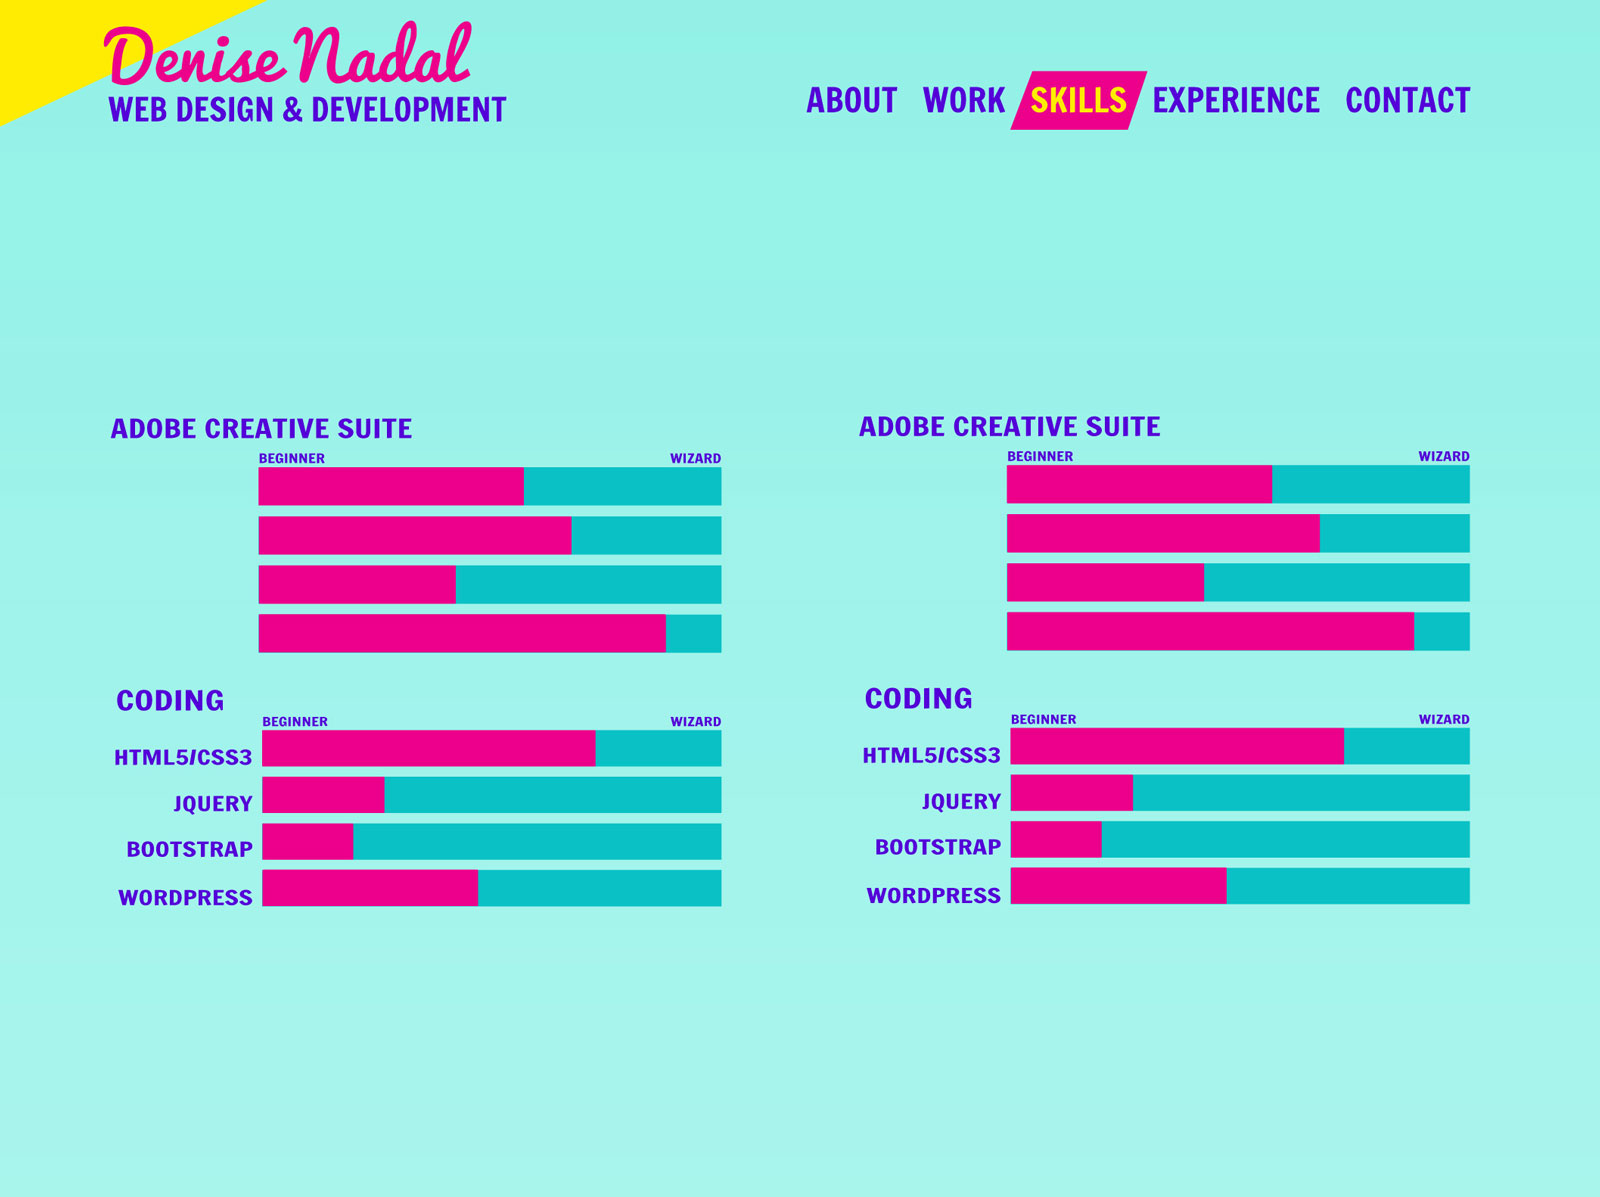 Denise Nadal
WEB DESIGN & DEVELOPMENT
ABOUT WORK SKILLS EXPERIENCE CONTACT
ADOBE CREATIVE SUITE
BEGINNER WIZARD
CODING
BEGINNER WIZARD
HTML5/CSS3
JQUERY
BOOTSTRAP
WORDPRESS
ADOBE CREATIVE SUITE
BEGINNER WIZARD
CODING
BEGINNER WIZARD
HTML5/CSS3
JQUERY
BOOTSTRAP
WORDPRESS